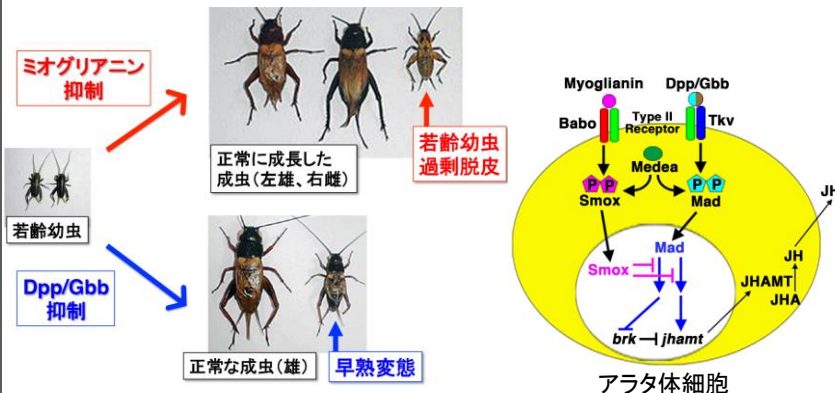 ミオグリアニン
抑制
若齢幼虫
正常に成長した
成虫(左雄、右雌)
若齢幼虫
過剰脱皮
Dpp/Gbb
抑制
正常な成虫(雄)
早熟変態
Myoglianin
Dpp/Gbb
Babo
Type II
Receptor
Tkv
Medea
P P
Smox
P P
Mad
Mad
Smox
brk
jhamt
JHAMT
JHA
JH
JH
アラタ体細胞